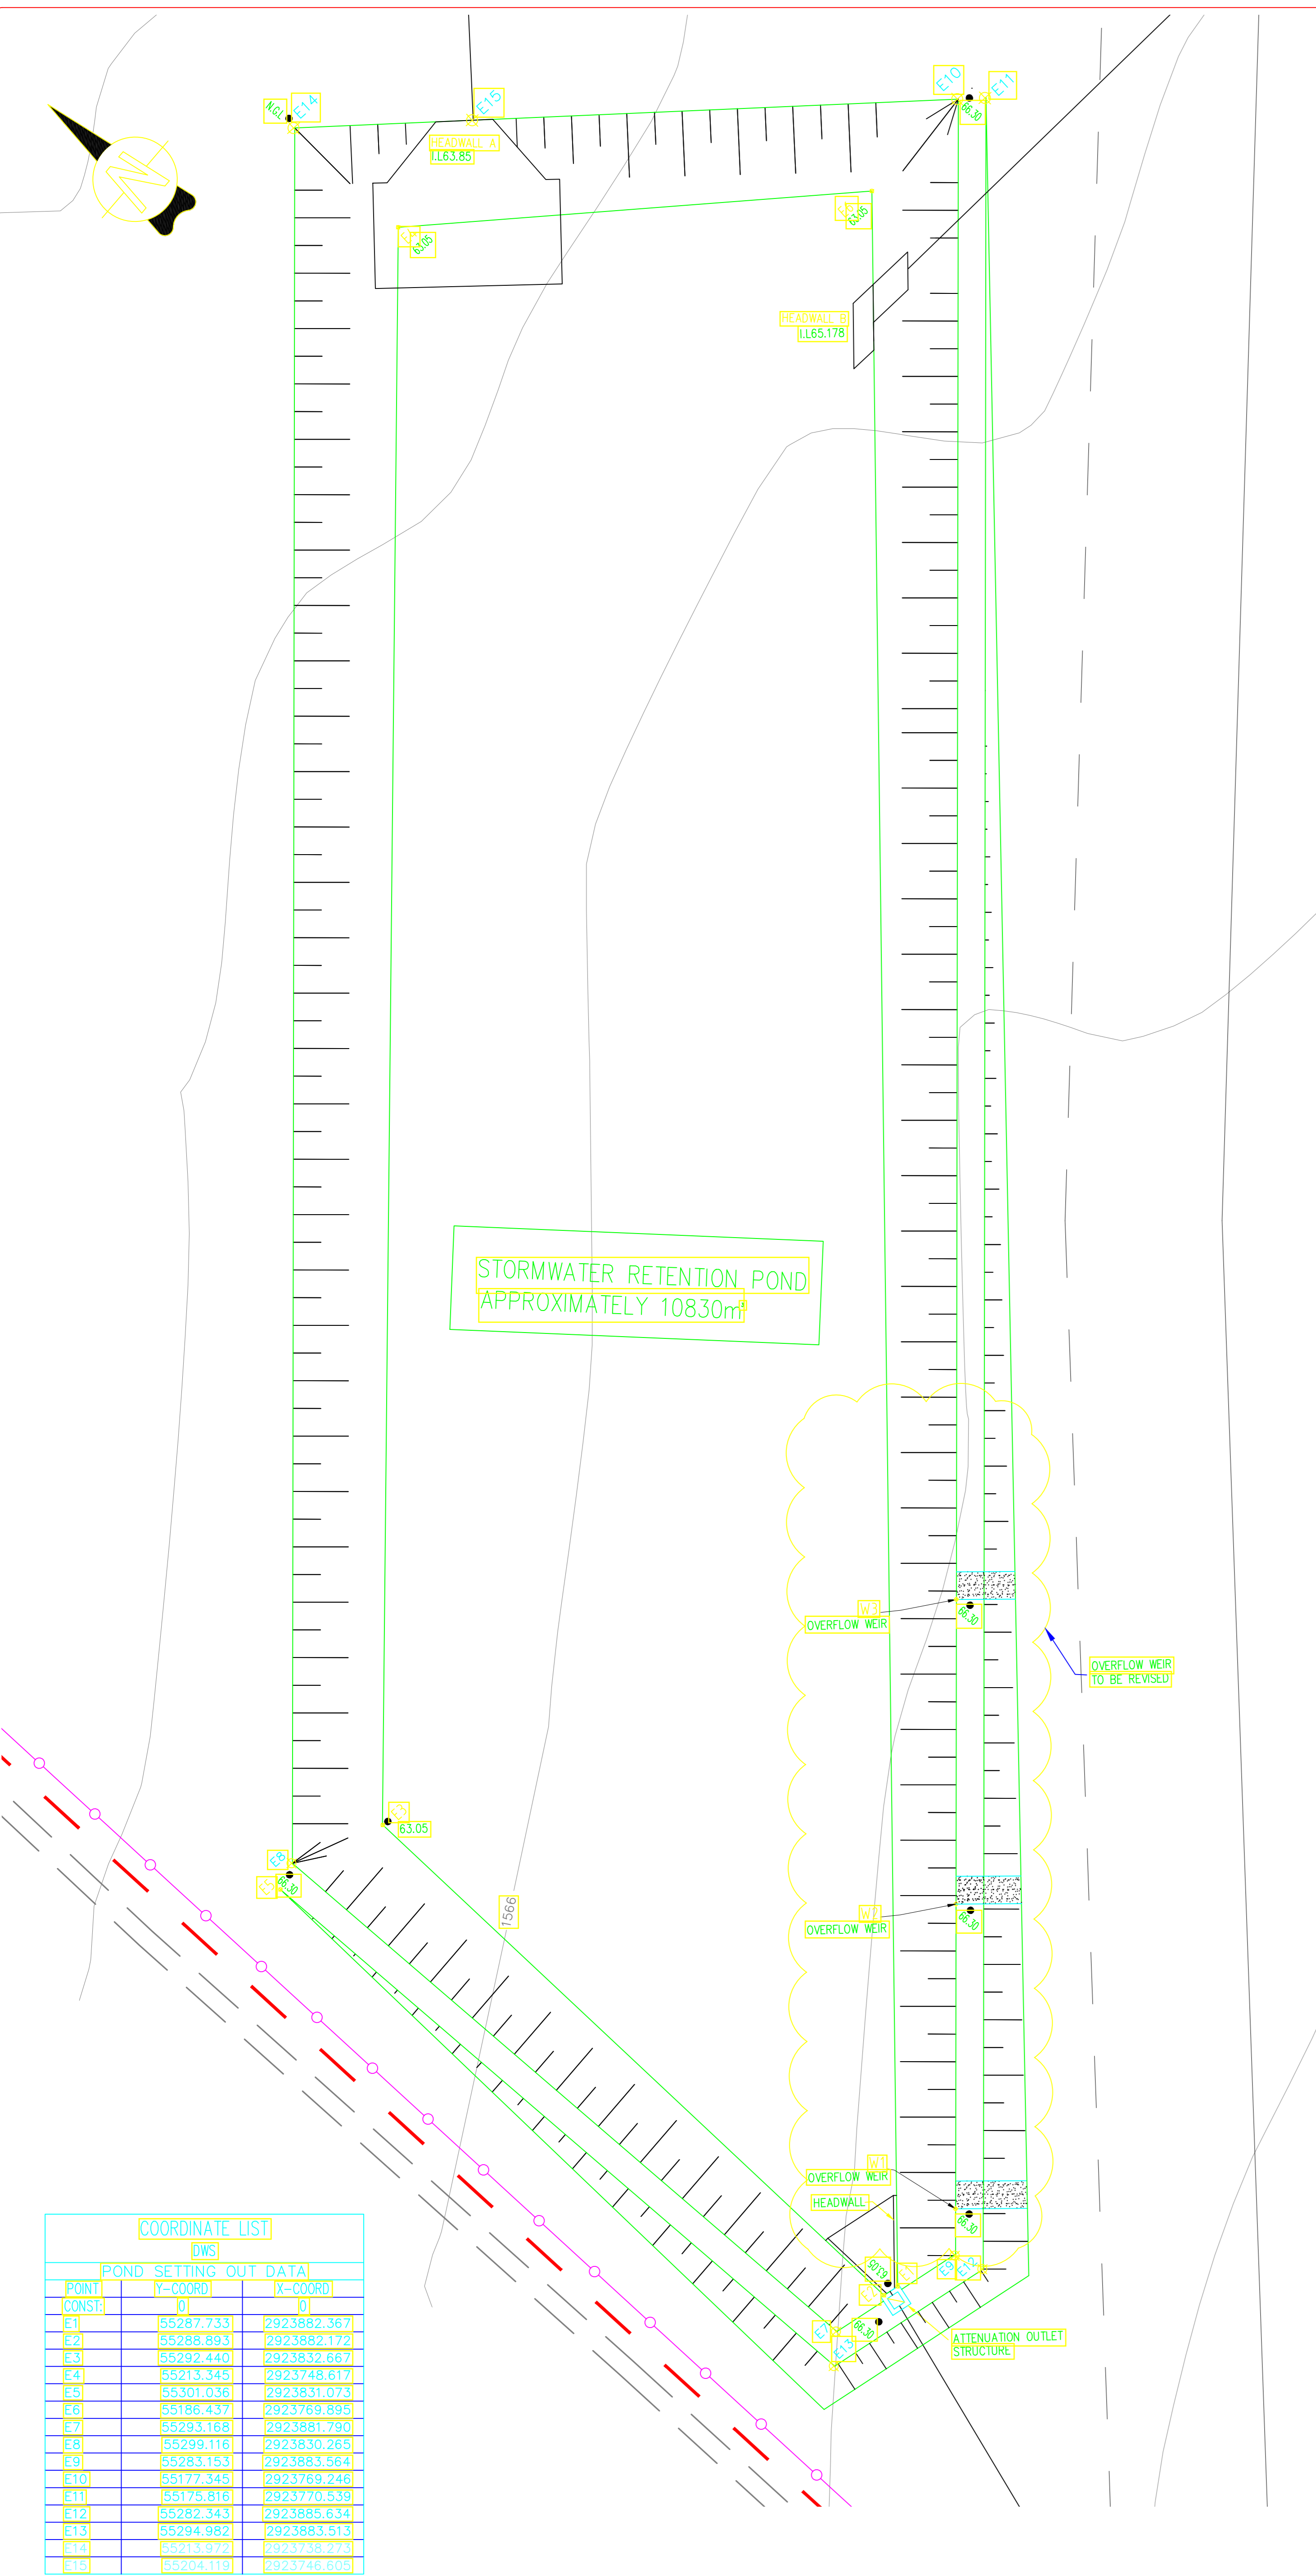 N.G.L
E14
E15
E10
66.30
E11
HEADWALL A
I.L63.85
E4
63.05
E6
63.05
HEADWALL B
I.L65.178
STORMWATER RETENTION POND
APPROXIMATELY 10830m³
W3
OVERFLOW WEIR
66.30
OVERFLOW WEIR
TO BE REVISED
E3
63.05
E8
E5
66.30
1566
W2
OVERFLOW WEIR
66.30
W1
OVERFLOW WEIR
HEADWALL
66.30
E1
E9
E12
E7
66.30
E13
ATTENUATION OUTLET
STRUCTURE
COORDINATE LIST
DWS
POND SETTING OUT DATA
POINT Y-COORD X-COORD
CONST: 0 0
E1 55287.733 2923882.367
E2 55288.893 2923882.172
E3 55292.440 2923832.667
E4 55213.345 2923748.617
E5 55301.036 2923831.073
E6 55186.437 2923769.895
E7 55293.168 2923881.790
E8 55299.116 2923830.265
E9 55283.153 2923883.564
E10 55177.345 2923769.246
E11 55175.816 2923770.539
E12 55282.343 2923885.634
E13 55294.982 2923883.513
E14 55213.972 2923738.273
E15 55204.119 2923746.605